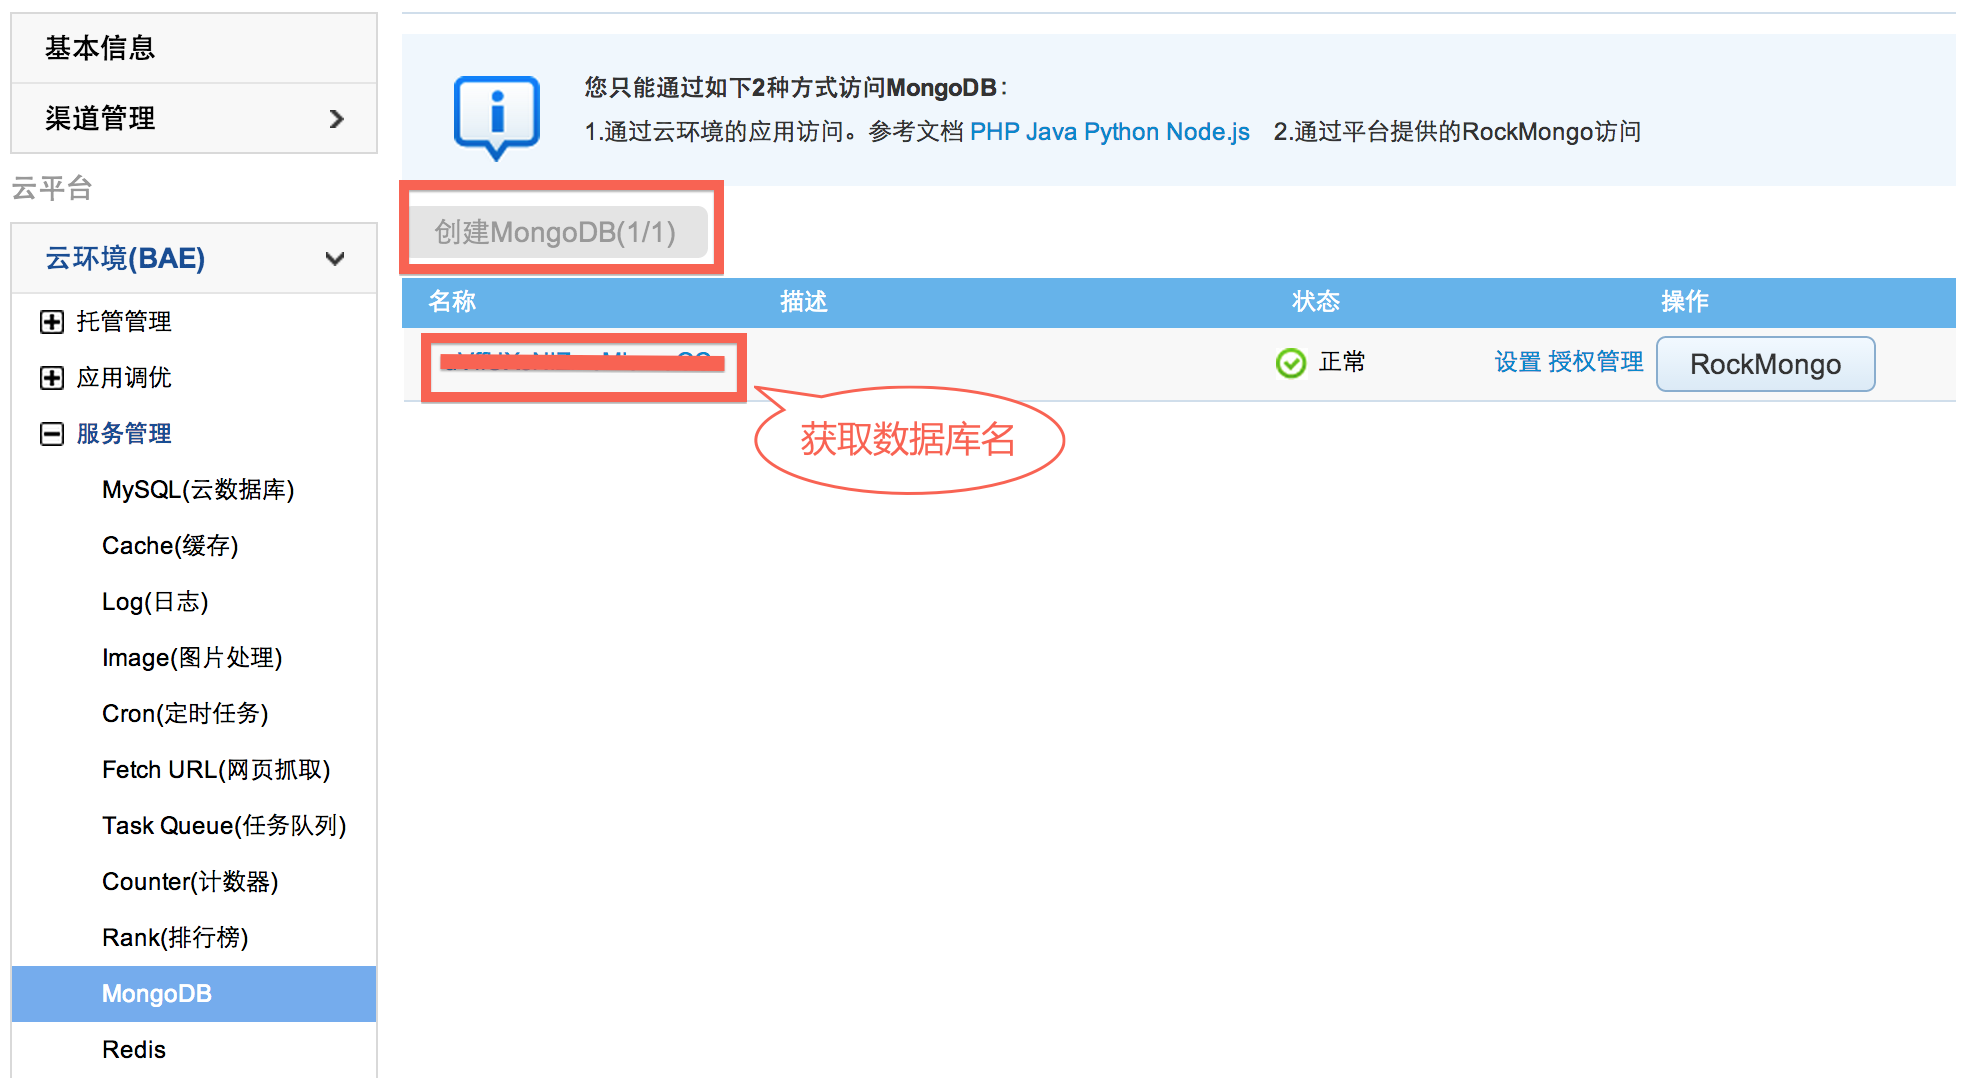 基本信息
渠道管理
云平台
云环境(BAE)
托管管理
应用调优
服务管理
MySQL(云数据库)
Cache(缓存)
Log(日志)
Image(图片处理)
Cron(定时任务)
Fetch URL(网页抓取)
Task Queue(任务队列)
Counter(计数器)
Rank(排行榜)
MongoDB
Redis
您只能通过如下2种方式访问MongoDB：
1.通过云环境的应用访问。参考文档 PHP Java Python Node.js 2.通过平台提供的RockMongo访问
创建MongoDB(1/1)
名称 描述 状态 操作
正常 设置 授权管理 RockMongo
获取数据库名